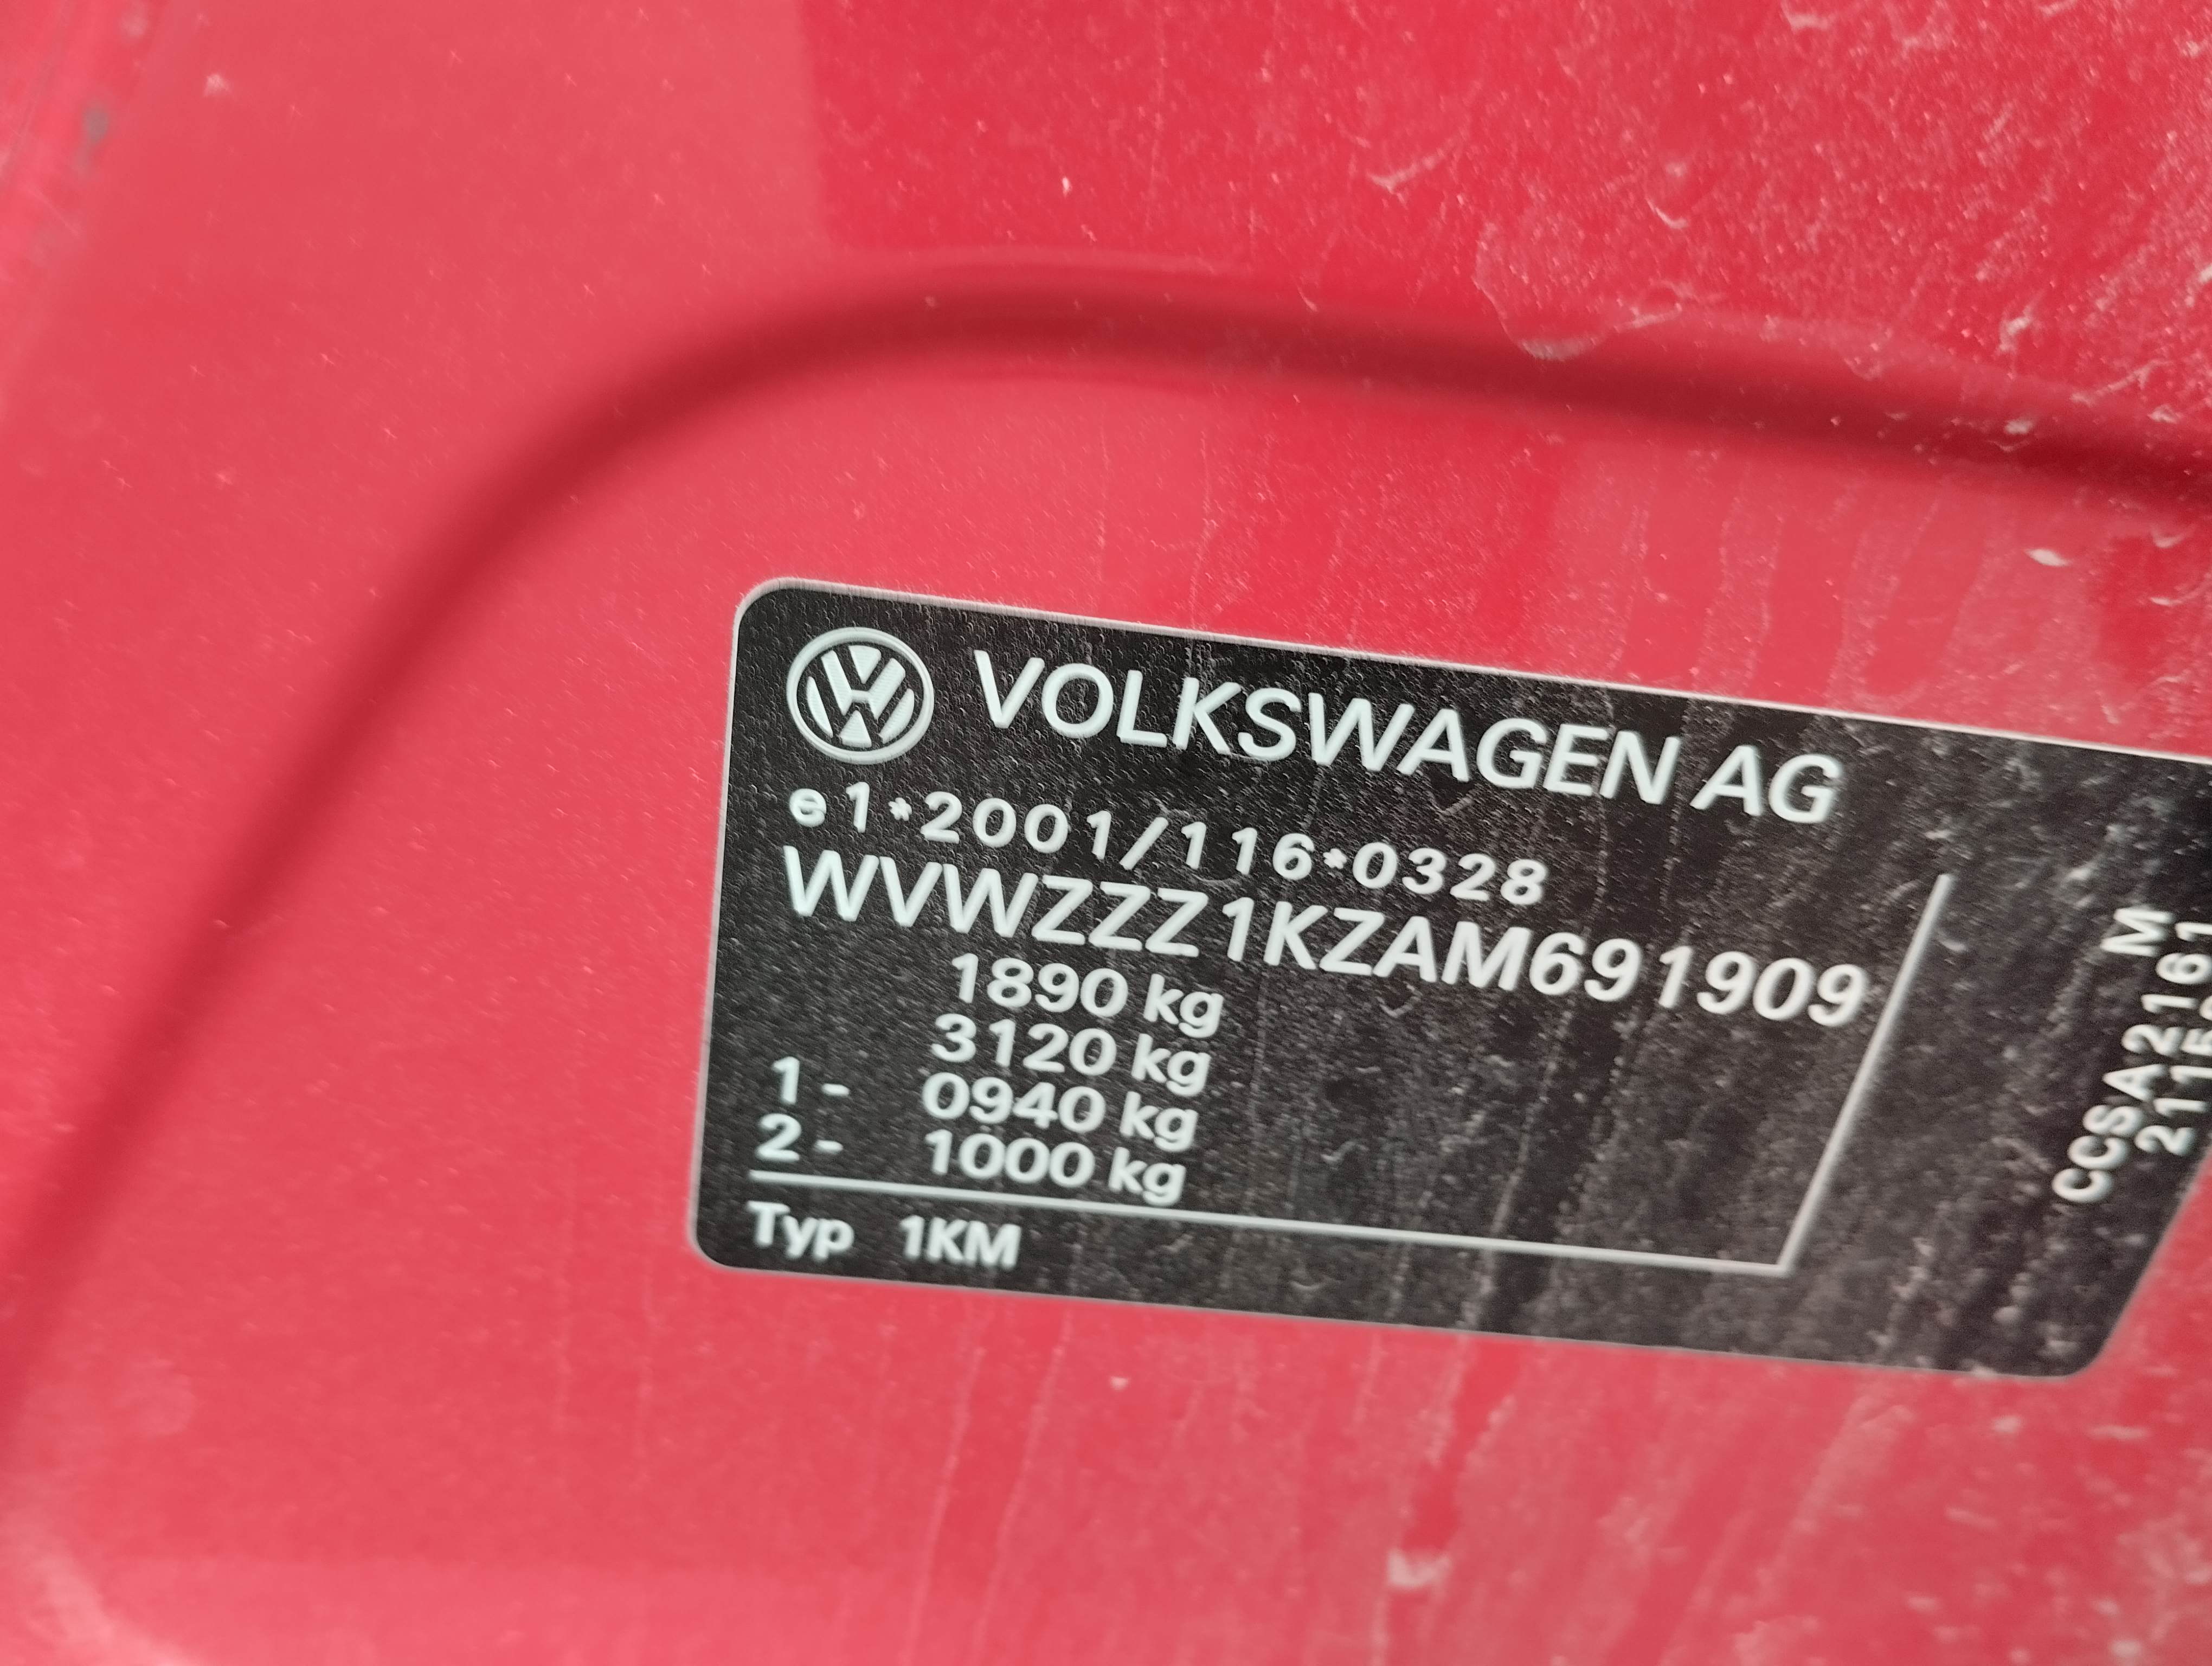 VOLKSWAGEN AG
e1*2001/116*0328
WVWZZZ1KZAM691909
1890 kg
3120 kg
1 - 0940 kg
2 - 1000 kg
Typ 1KM
CCSA2161 M